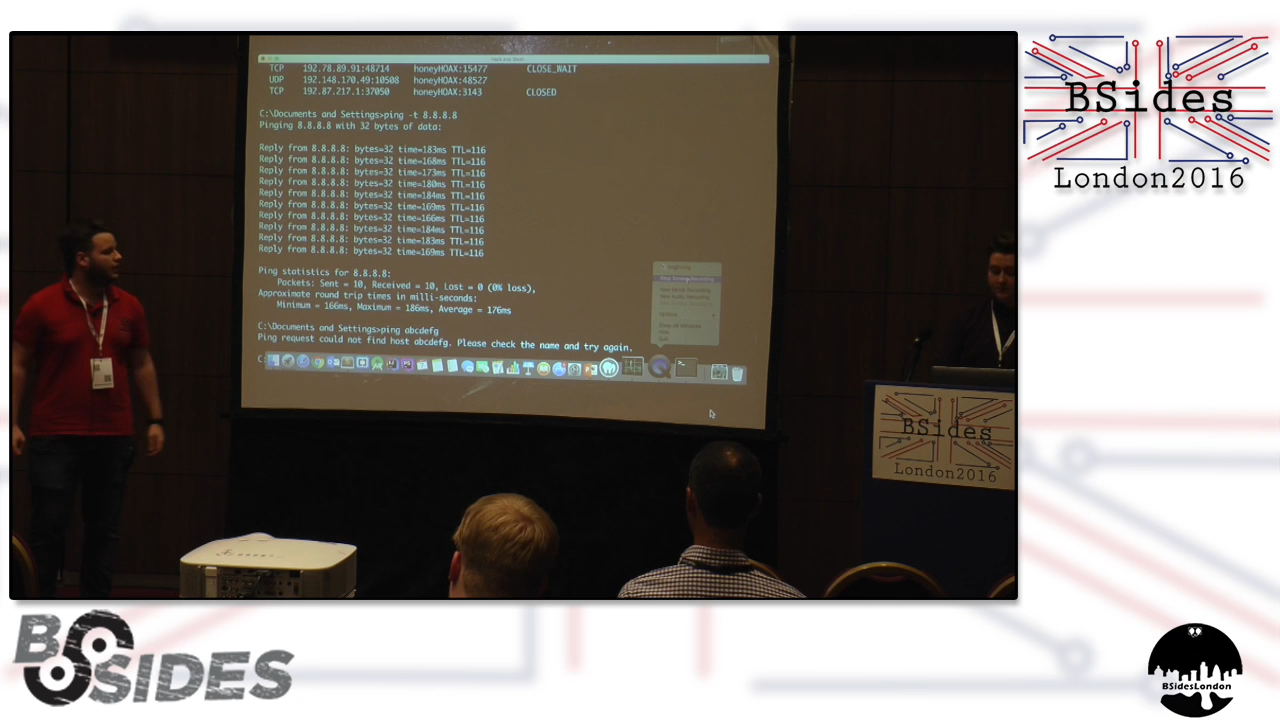 TCP 192.78.89.91:48714 honeyHOAX:15477 CLOSE_WAIT
UDP 192.148.170.49:10508 honeyHOAX:48527
TCP 192.87.217.1:37050 honeyHOAX:3143 CLOSED
C:\Documents and Settings>ping -t 8.8.8.8
Pinging 8.8.8.8 with 32 bytes of data:
Reply from 8.8.8.8: bytes=32 time=183ms TTL=116
Reply from 8.8.8.8: bytes=32 time=168ms TTL=116
Reply from 8.8.8.8: bytes=32 time=173ms TTL=116
Reply from 8.8.8.8: bytes=32 time=180ms TTL=116
Reply from 8.8.8.8: bytes=32 time=184ms TTL=116
Reply from 8.8.8.8: bytes=32 time=169ms TTL=116
Reply from 8.8.8.8: bytes=32 time=166ms TTL=116
Reply from 8.8.8.8: bytes=32 time=184ms TTL=116
Reply from 8.8.8.8: bytes=32 time=183ms TTL=116
Reply from 8.8.8.8: bytes=32 time=169ms TTL=116
Ping statistics for 8.8.8.8:
Packets: Sent = 10, Received = 10, Lost = 0 (0% loss),
Approximate round trip times in milli-seconds:
Minimum = 166ms, Maximum = 186ms, Average = 176ms
C:\Documents and Settings>ping abcdefg
Ping request could not find host abcdefg. Please check the name and try again.
C:
BSides
London2016
BSides
London2016
BSIDES
BSidesLondon